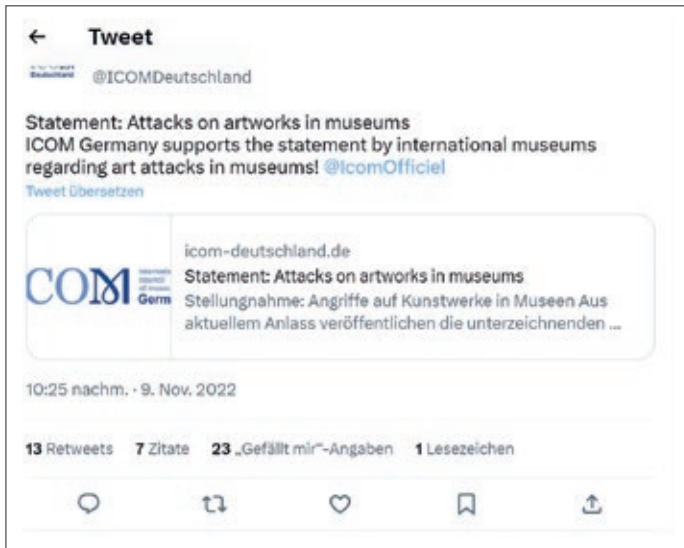 Tweet
@ICOMDeutschland
Statement: Attacks on artworks in museums
ICOM Germany supports the statement by international museums
regarding art attacks in museums! @IcomOfficiel
Tweet übersetzen
icom-deutschland.de
COM Germ
Statement: Attacks on artworks in museums
Stellungnahme: Angriffe auf Kunstwerke in Museen Aus
aktuellem Anlass veröffentlichen die unterzeichnenden ...
10:25 nachm. · 9. Nov. 2022
13 Retweets 7 Zitate 23 „Gefällt mir“-Angaben 1 Lesezeichen